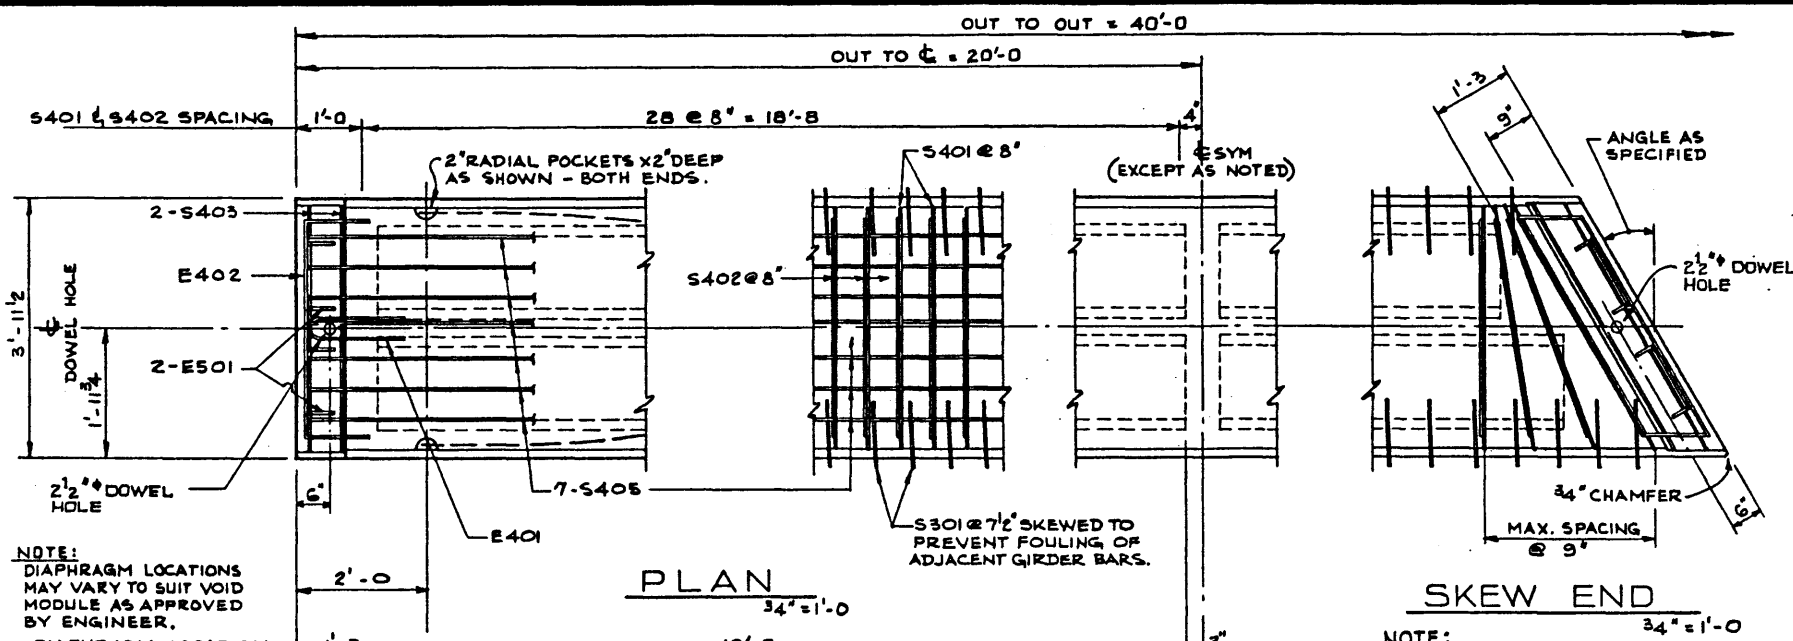 OUT TO OUT = 40'-0
OUT TO ℄ = 20'-0
S401 & S402 SPACING
1'-0
28 @ 8" = 18'-8
4"
1'-3
9"
2" RADIAL POCKETS x 2" DEEP
AS SHOWN - BOTH ENDS.
S401 @ 8"
℄ SYM
(EXCEPT AS NOTED)
ANGLE AS
SPECIFIED
2-S403
E402
S402 @ 8"
2½" ϕ DOWEL
HOLE
3'-11½
℄
DOWEL HOLE
1'-11¾
2-E501
2½" ϕ DOWEL
HOLE
6"
7-S405
E401
S301 @ 7½" SKEWED TO
PREVENT FOULING OF
ADJACENT GIRDER BARS.
¾" CHAMFER
6"
MAX. SPACING
@ 9"
NOTE:
DIAPHRAGM LOCATIONS
MAY VARY TO SUIT VOID
MODULE AS APPROVED
BY ENGINEER.
2'-0
PLAN
¾" = 1'-0
SKEW END
¾" = 1'-0
NOTE: